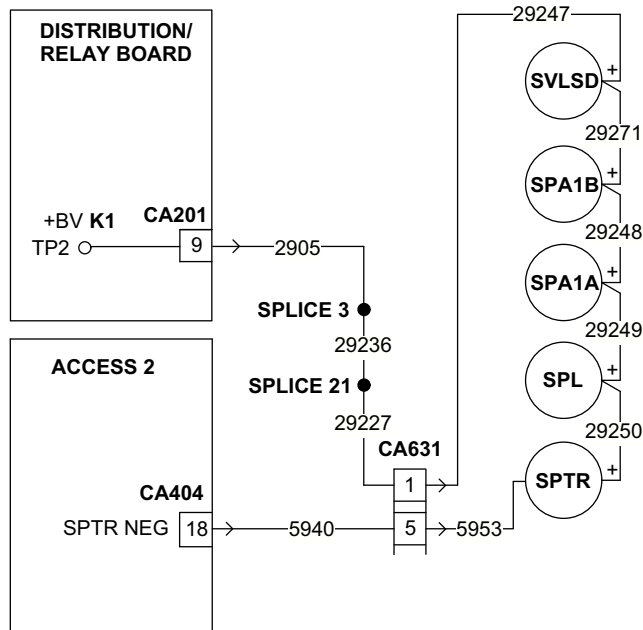 29247
DISTRIBUTION/
RELAY BOARD
+
SVLSD
29271
+
SPA1B
+BV K1
CA201
TP2
9
2905
29248
+
SPA1A
SPLICE 3
29236
29249
ACCESS 2
+
SPL
SPLICE 21
29227
29250
CA631
+
SPTR
1
CA404
SPTR NEG
18
5940
5
5953